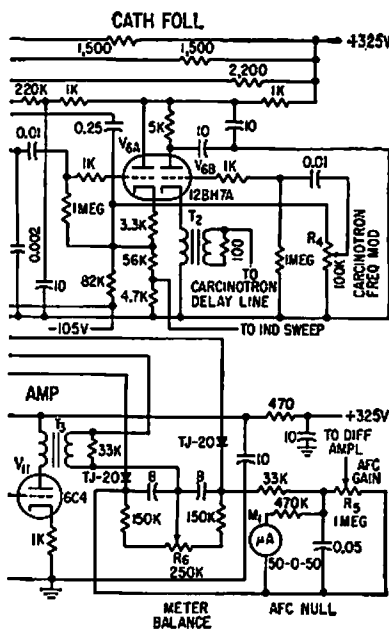 CATH FOLL
1,500
1,500
+325V
2,200
220K
1K
1K
0.01
0.25
V6A
5K
10
10
V6B
1K
1K
0.01
12BH7A
1MEG
3.3K
T2
R4
0.002
56K
100
1MEG
100K
CARCINOTRON
FREQ MOD
10
82K
4.7K
TO
CARCINOTRON
DELAY LINE
-105V
TO IND SWEEP
AMP
470
+325V
T3
TJ-20
10
TO DIFF
AMPL
V11
33K
10
AFC
GAIN
TJ-20
8
8
33K
6C4
470K
R5
M1
1MEG
150K
150K
μA
1K
R6
250K
50-0-50
0.05
METER
BALANCE
AFC NULL